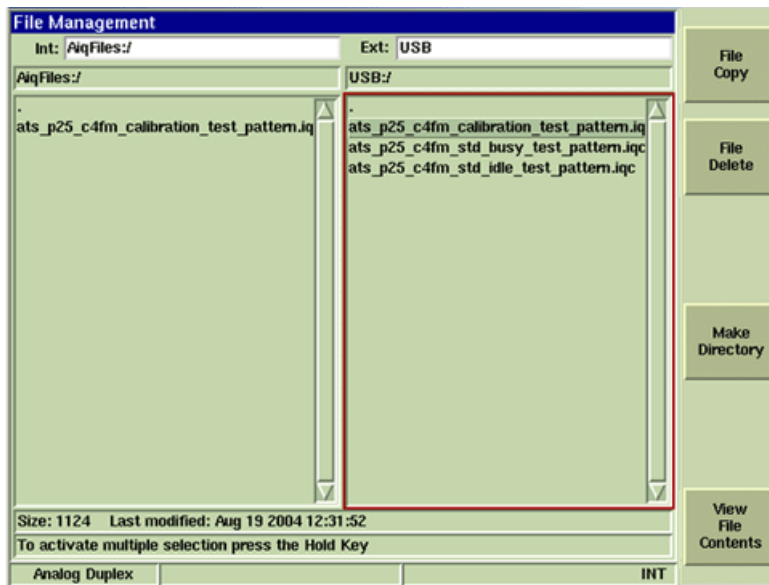 File Management
Int: AiqFiles:/ Ext: USB
AiqFiles:/ USB:/
. .
ats_p25_c4fm_calibration_test_pattern.iq ats_p25_c4fm_calibration_test_pattern.iq
ats_p25_c4fm_std_busy_test_pattern.iqc
ats_p25_c4fm_std_idle_test_pattern.iqc
Size: 1124 Last modified: Aug 19 2004 12:31:52
To activate multiple selection press the Hold Key
Analog Duplex INT
File
Copy
File
Delete
Make
Directory
View
File
Contents